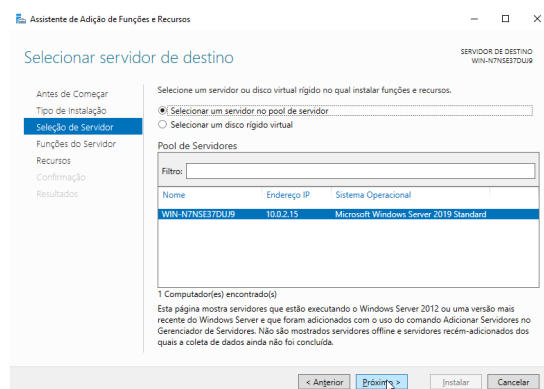 Assistente de Adição de Funções e Recursos
Selecionar servidor de destino
SERVIDOR DE DESTINO
WIN-N7NSE37DUJ9
Antes de Começar
Tipo de Instalação
Seleção de Servidor
Funções do Servidor
Recursos
Confirmação
Resultados
Selecione um servidor ou disco virtual rígido no qual instalar funções e recursos.
Selecionar um servidor no pool de servidor
Selecionar um disco rígido virtual
Pool de Servidores
Filtro:
Nome Endereço IP Sistema Operacional
WIN-N7NSE37DUJ9 10.0.2.15 Microsoft Windows Server 2019 Standard
1 Computador(es) encontrado(s)
Esta página mostra servidores que estão executando o Windows Server 2012 ou uma versão mais
recente do Windows Server e que foram adicionados com o uso do comando Adicionar Servidores no
Gerenciador de Servidores. Não são mostrados servidores offline e servidores recém-adicionados dos
quais a coleta de dados ainda não foi concluída.
< Anterior Próximo > Instalar Cancelar